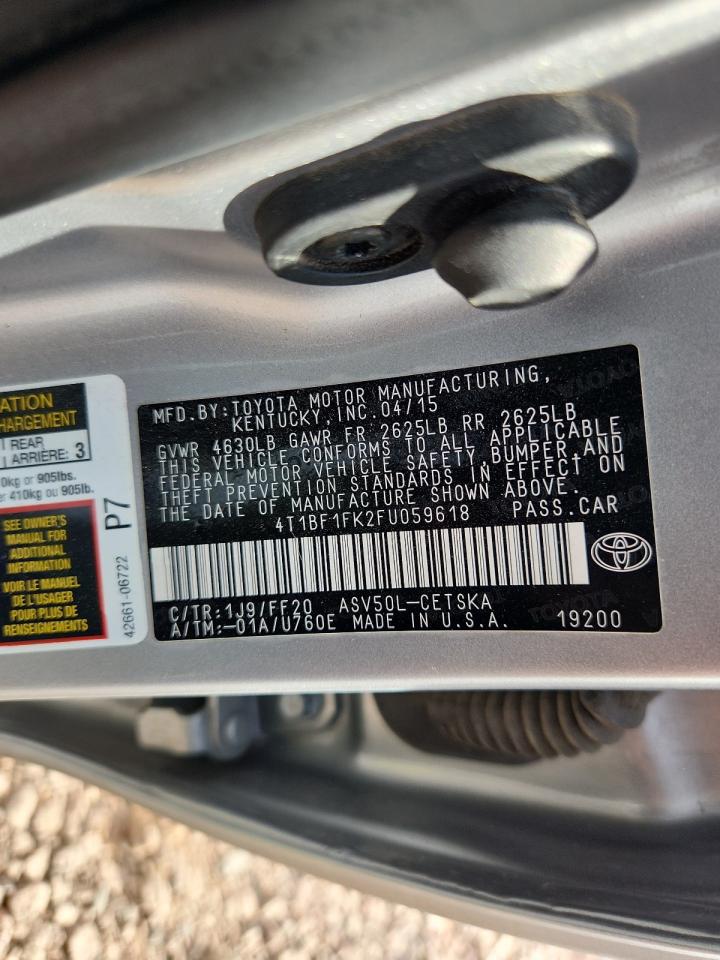 ATION
CHARGEMENT
REAR
ARRIÈRE: 3
0kg or 905lbs.
er 410kg ou 905lb.
SEE OWNER'S
MANUAL FOR
ADDITIONAL
INFORMATION
VOIR LE MANUEL
DE L'USAGER
POUR PLUS DE
RENSEIGNEMENTS
P7
42661-06722
MFD.BY:TOYOTA MOTOR MANUFACTURING,
KENTUCKY, INC. 04/15
GVWR 4630LB GAWR FR 2625LB RR 2625LB
THIS VEHICLE CONFORMS TO ALL APPLICABLE
FEDERAL MOTOR VEHICLE SAFETY, BUMPER, AND
THEFT PREVENTION STANDARDS IN EFFECT ON
THE DATE OF MANUFACTURE SHOWN ABOVE.
4T1BF1FK2FU059618 PASS.CAR
C/TR:1J9/FF20 ASV50L-CETSKA
A/TM:-01A/U760E MADE IN U.S.A. 19200